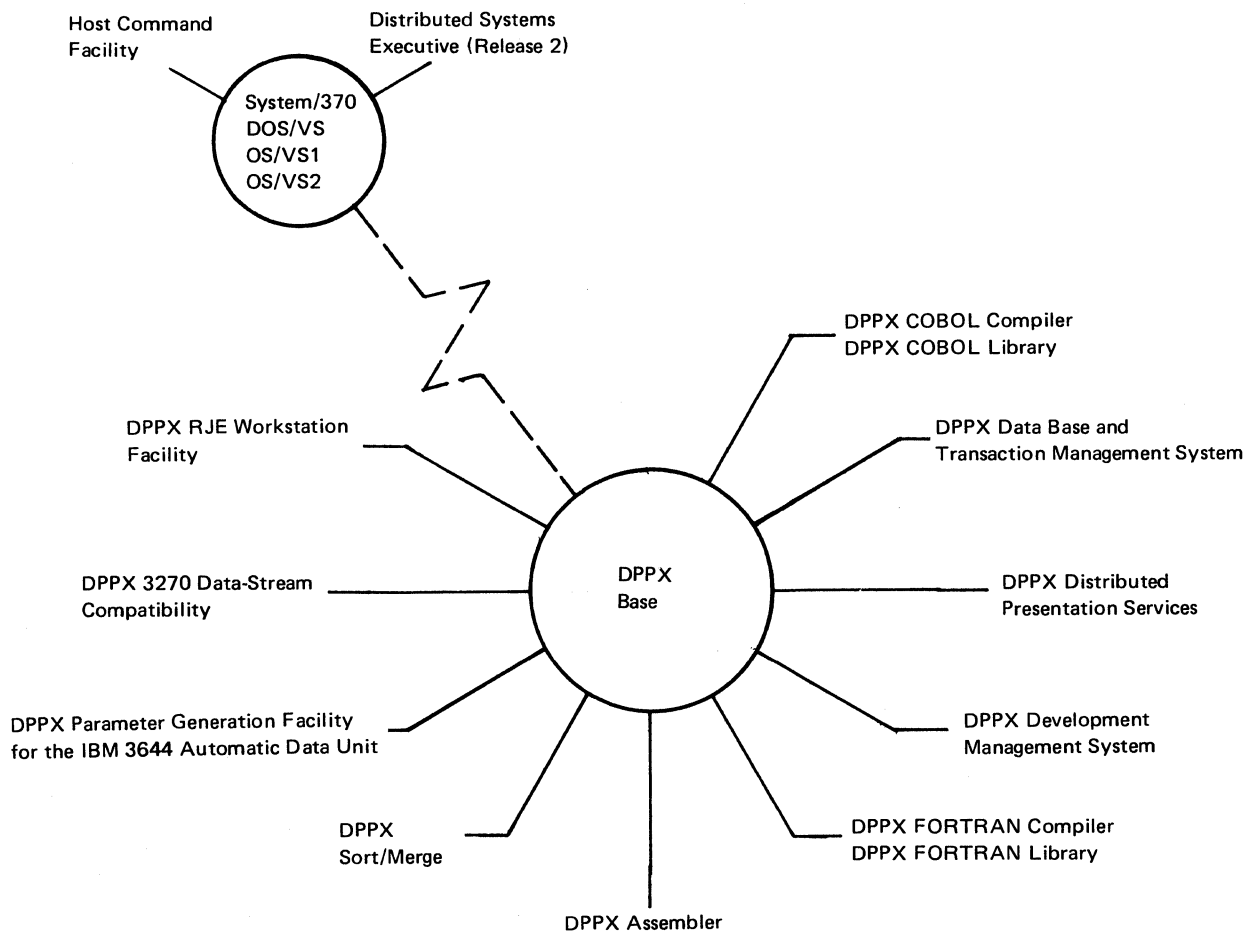 Host Command
Facility
Distributed Systems
Executive (Release 2)
System/370
DOS/VS
OS/VS1
OS/VS2
DPPX COBOL Compiler
DPPX COBOL Library
DPPX RJE Workstation
Facility
DPPX Data Base and
Transaction Management System
DPPX
Base
DPPX 3270 Data-Stream
Compatibility
DPPX Distributed
Presentation Services
DPPX Parameter Generation Facility
for the IBM 3644 Automatic Data Unit
DPPX Development
Management System
DPPX
Sort/Merge
DPPX FORTRAN Compiler
DPPX FORTRAN Library
DPPX Assembler